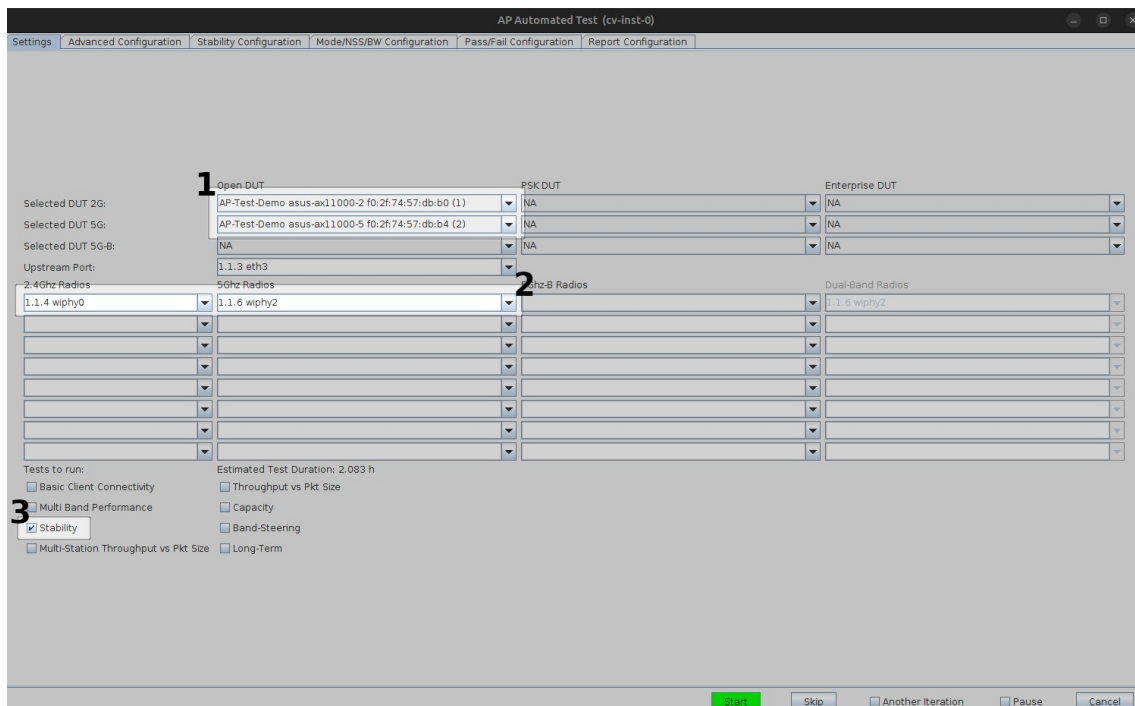 AP Automated Test (cv-inst-0)
Settings Advanced Configuration Stability Configuration Mode/NSS/BW Configuration Pass/Fail Configuration Report Configuration
1
Open DUT PSK DUT Enterprise DUT
Selected DUT 2G: AP-Test-Demo asus-ax11000-2 f0:2f:74:57:db:b0 (1) NA NA
Selected DUT 5G: AP-Test-Demo asus-ax11000-5 f0:2f:74:57:db:b4 (2) NA NA
Selected DUT 5G-B: NA NA NA
Upstream Port: 1.1.3 eth3
2
2.4Ghz Radios 5Ghz Radios Ghz-B Radios Dual-Band Radios
1.1.4 wiphy0 1.1.6 wiphy2 1.1.6 wiphy2
Tests to run: Estimated Test Duration: 2.083 h
Basic Client Connectivity Throughput vs Pkt Size
Multi Band Performance Capacity
3
Stability Band-Steering
Multi-Station Throughput vs Pkt Size Long-Term
Start Skip Another Iteration Pause Cancel